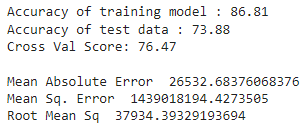 Accuracy of training model : 86.81
Accuracy of test data : 73.88
Cross Val Score: 76.47
Mean Absolute Error  26532.68376068376
Mean Sq. Error  1439018194.4273505
Root Mean Sq  37934.39329193694